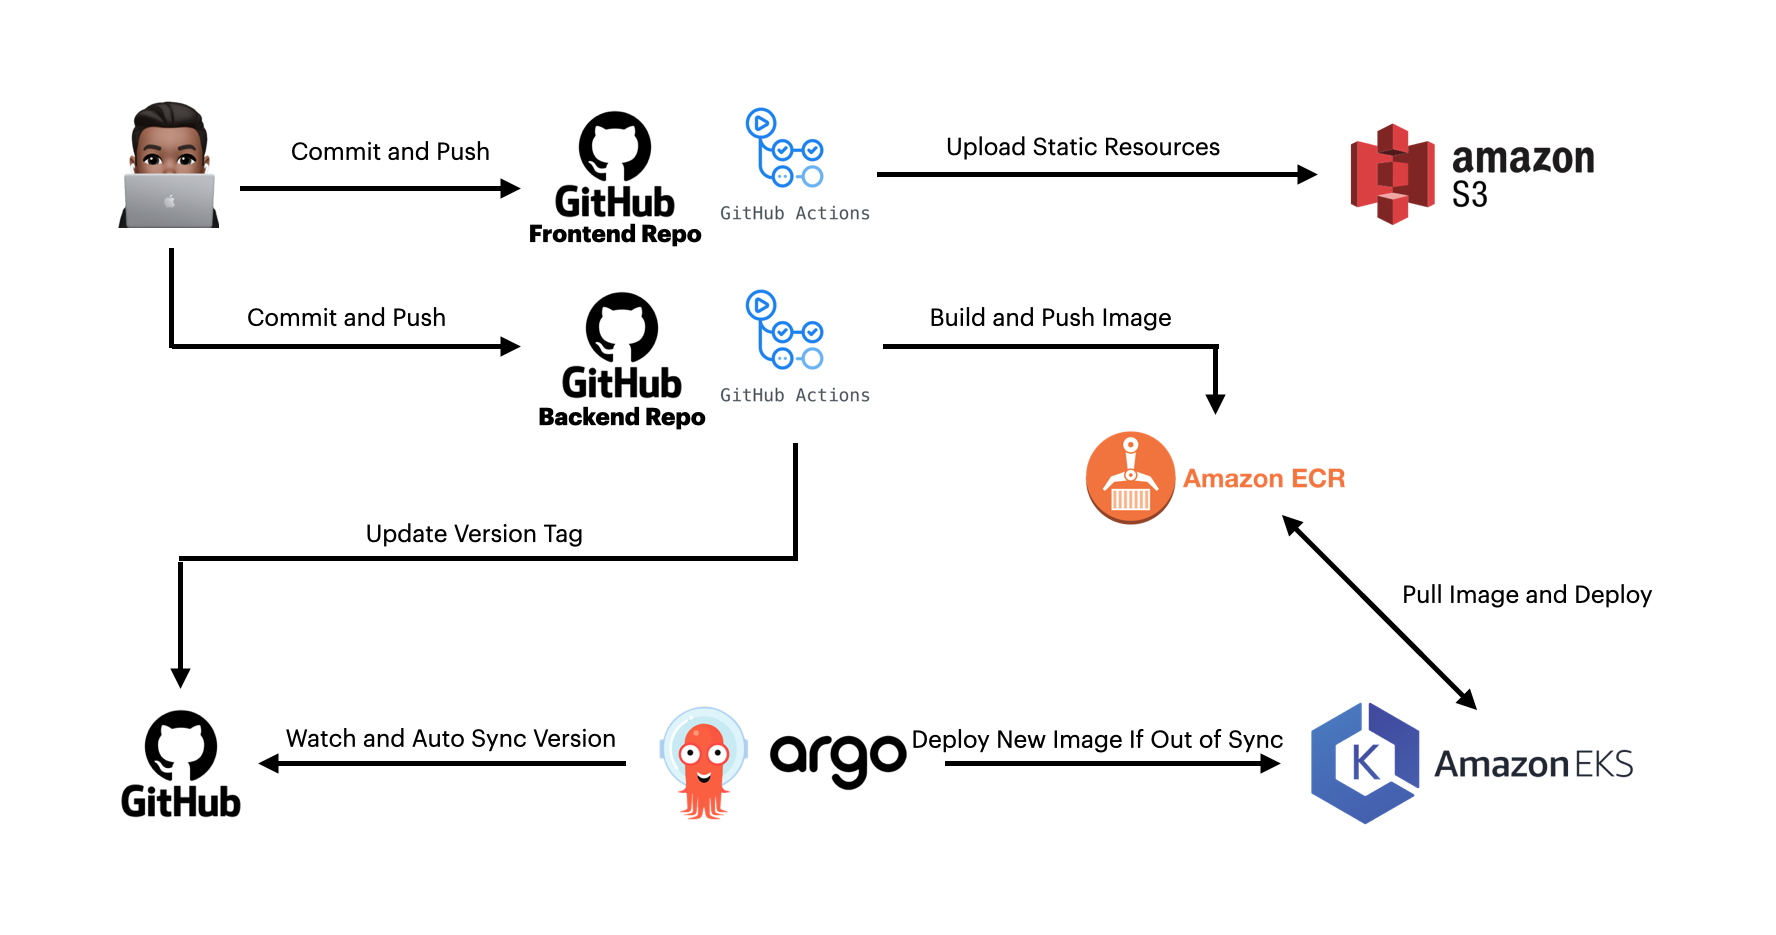 Commit and Push
GitHub
Frontend Repo
GitHub Actions
Upload Static Resources
amazon
S3
Commit and Push
GitHub
Backend Repo
GitHub Actions
Build and Push Image
Amazon ECR
Update Version Tag
Pull Image and Deploy
GitHub
Watch and Auto Sync Version
argo
Deploy New Image If Out of Sync
K
Amazon EKS